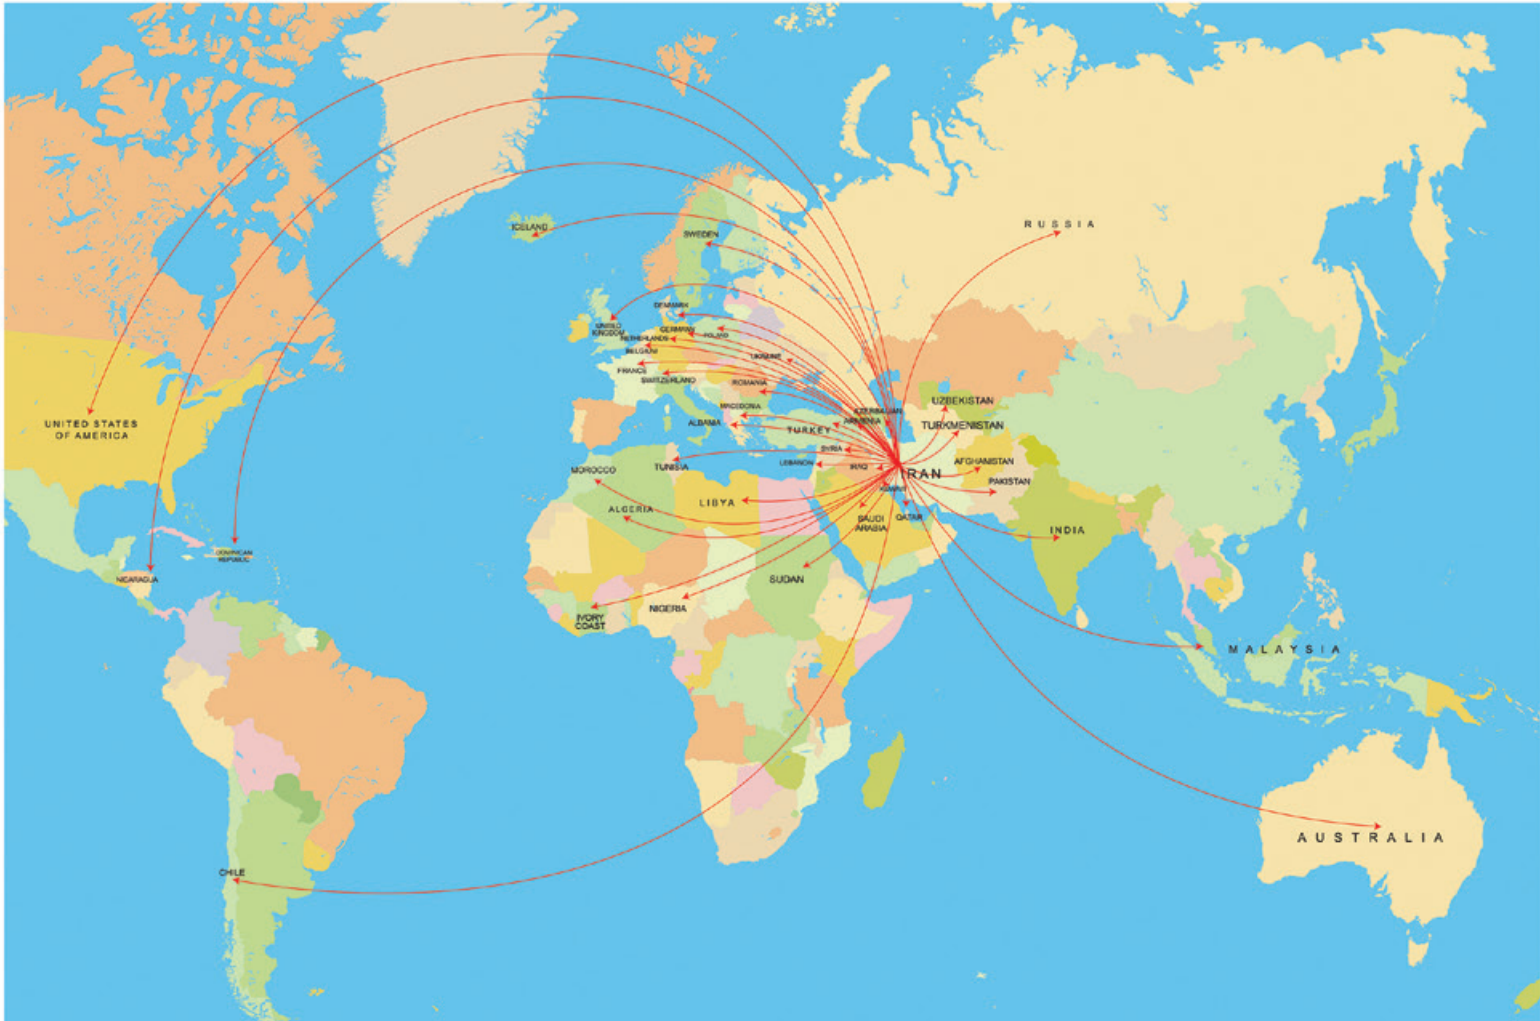 RUSSIA
ICELAND
SWEDEN
DENMARK
UNITED
KINGDOM
GERMANY
POLAND
NETHERLANDS
BELGIUM
UKRAINE
FRANCE
SWITZERLAND
ROMANIA
UNITED STATES
OF AMERICA
MACEDONIA
ALBANIA
TURKEY
ARMENIA
UZBEKISTAN
TURKMENISTAN
SYRIA
LEBANON
IRAQ
IRAN
AFGHANISTAN
PAKISTAN
MOROCCO
TUNISIA
KUWAIT
LIBYA
ALGERIA
SAUDI
ARABIA
QATAR
INDIA
DOMINICAN
REPUBLIC
NICARAGUA
SUDAN
NIGERIA
IVORY
COAST
MALAYSIA
AUSTRALIA
CHILE